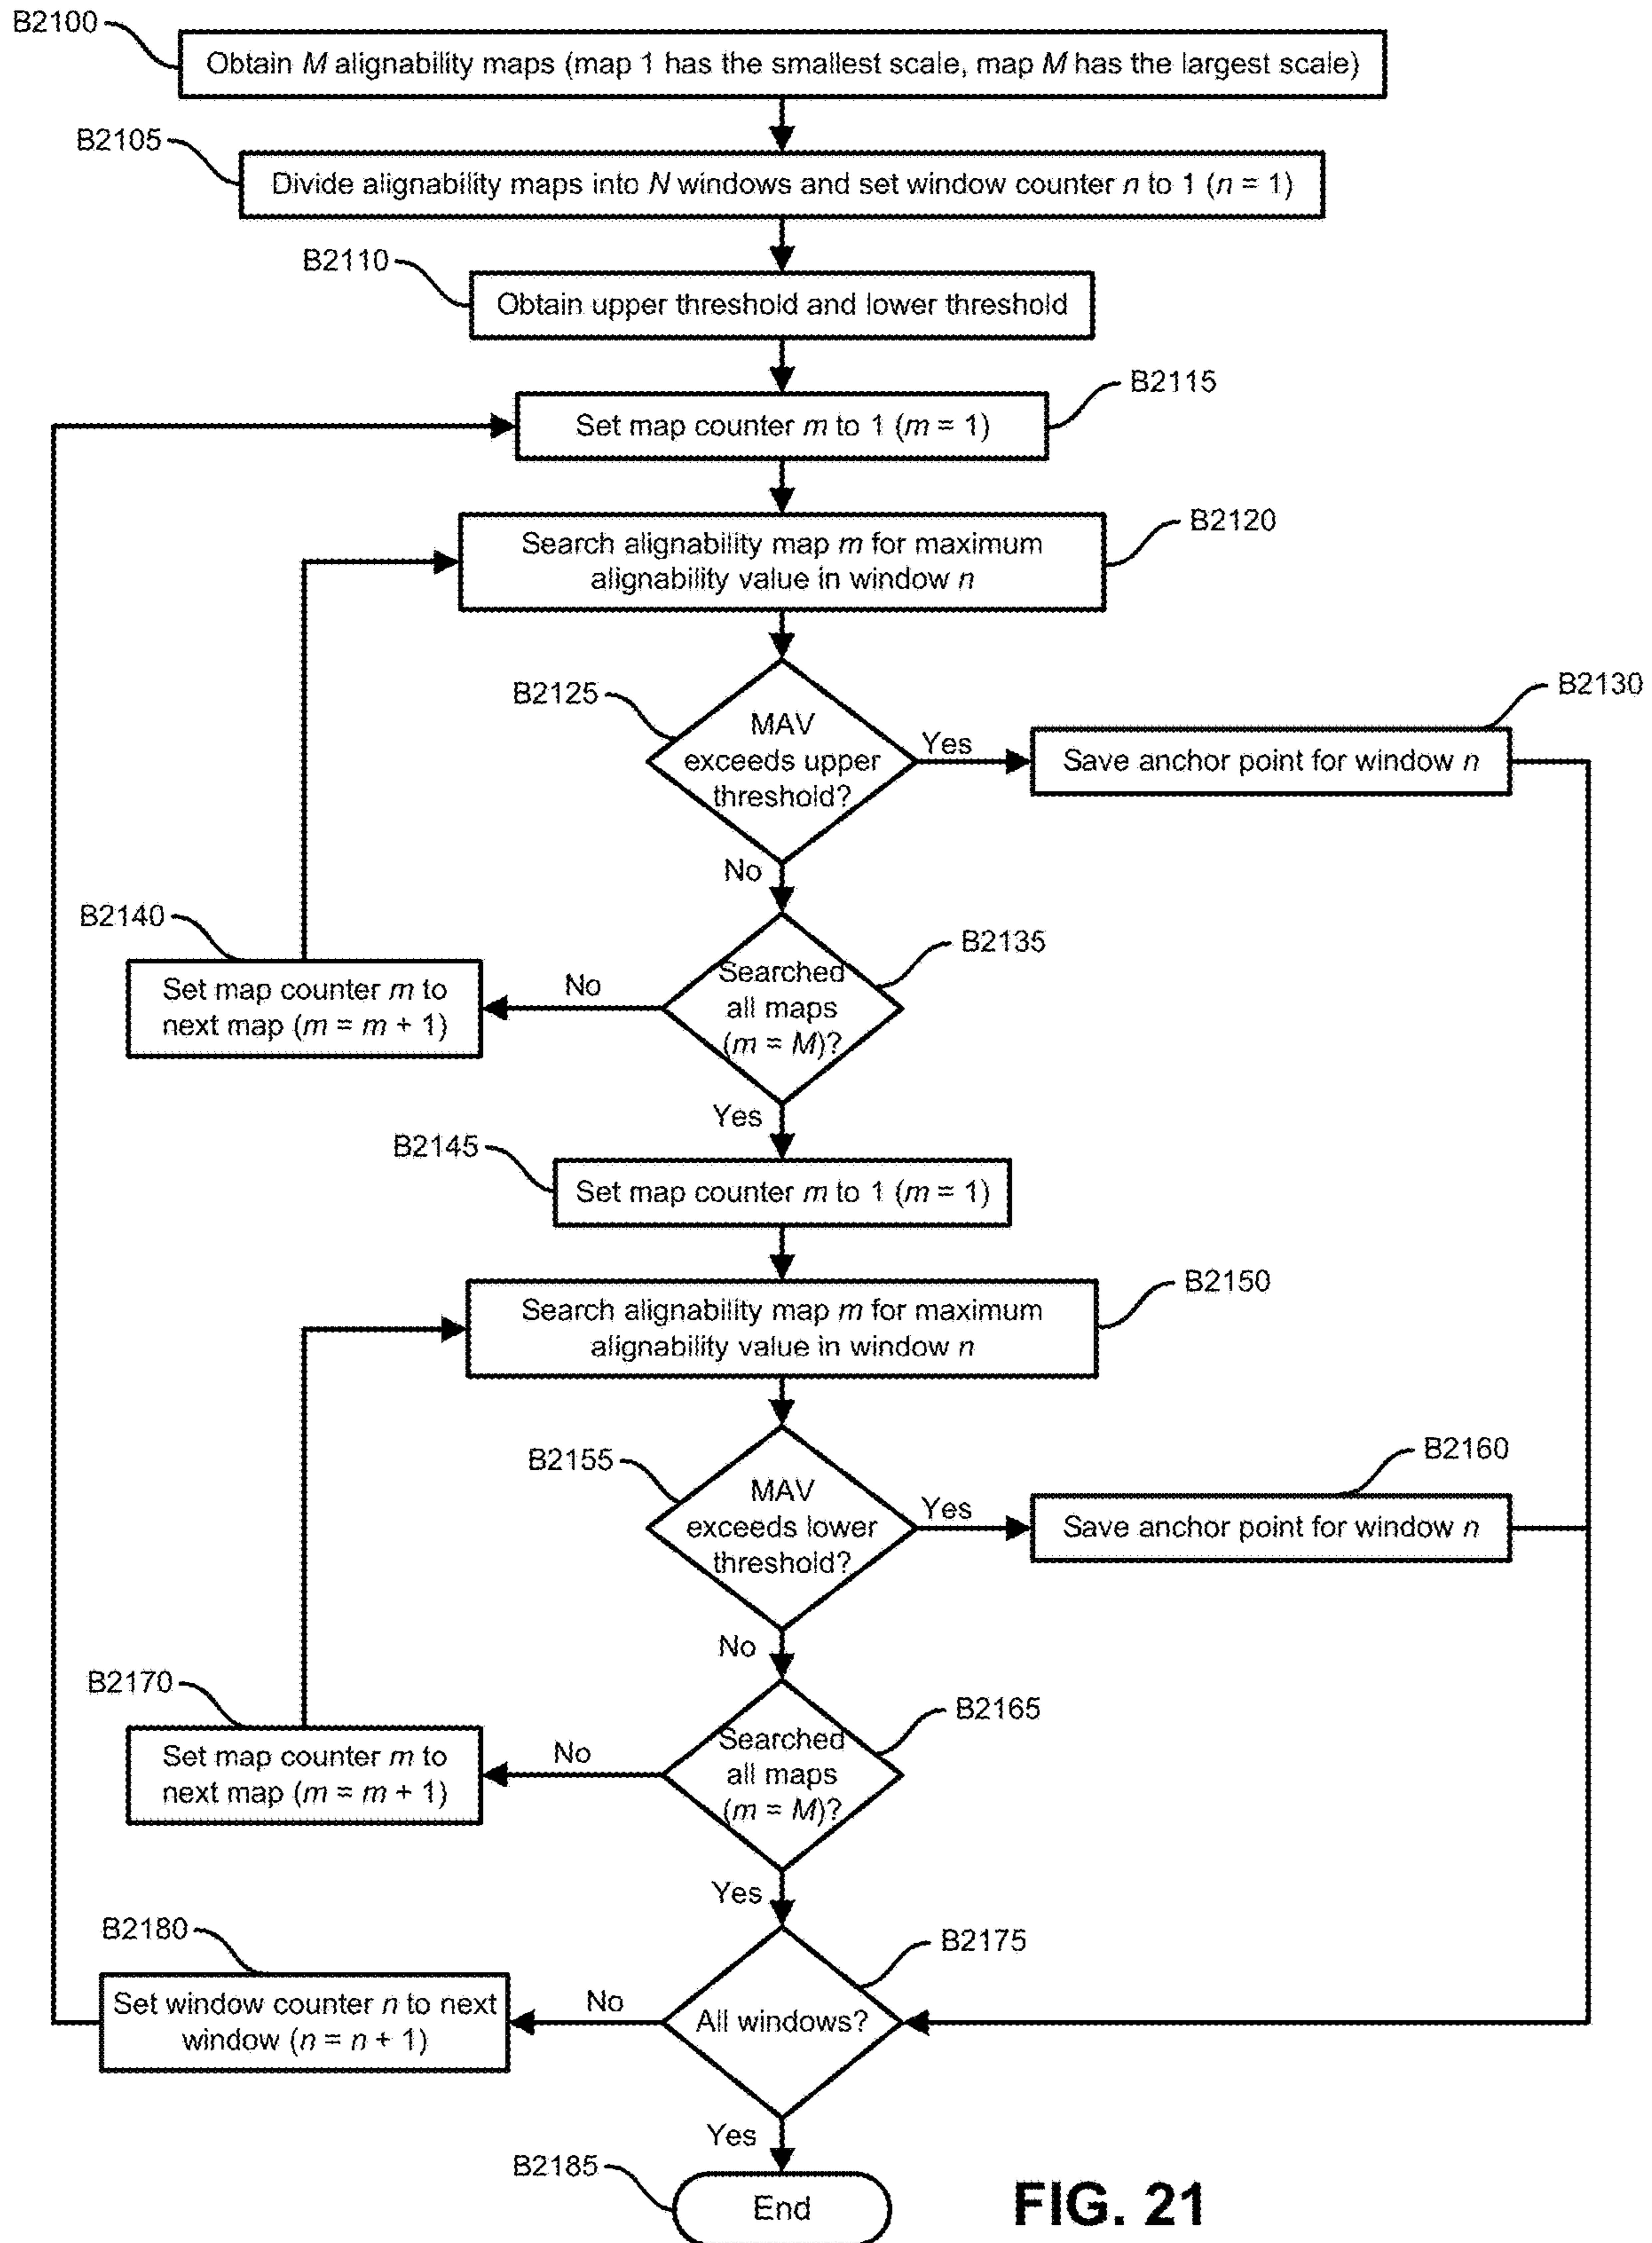 B2100
Obtain M alignability maps (map 1 has the smallest scale, map M has the largest scale)
B2105
Divide alignability maps into N windows and set window counter n to 1 (n = 1)
B2110
Obtain upper threshold and lower threshold
B2115
Set map counter m to 1 (m = 1)
B2120
Search alignability map m for maximum
alignability value in window n
B2125
MAV
exceeds upper
threshold?
Yes
B2130
Save anchor point for window n
No
B2135
Searched
all maps
(m = M)?
No
B2140
Set map counter m to
next map (m = m + 1)
Yes
B2145
Set map counter m to 1 (m = 1)
B2150
Search alignability map m for maximum
alignability value in window n
B2155
MAV
exceeds lower
threshold?
Yes
B2160
Save anchor point for window n
No
B2165
Searched
all maps
(m = M)?
No
B2170
Set map counter m to
next map (m = m + 1)
Yes
B2175
All windows?
No
B2180
Set window counter n to next
window (n = n + 1)
Yes
B2185
End
FIG. 21